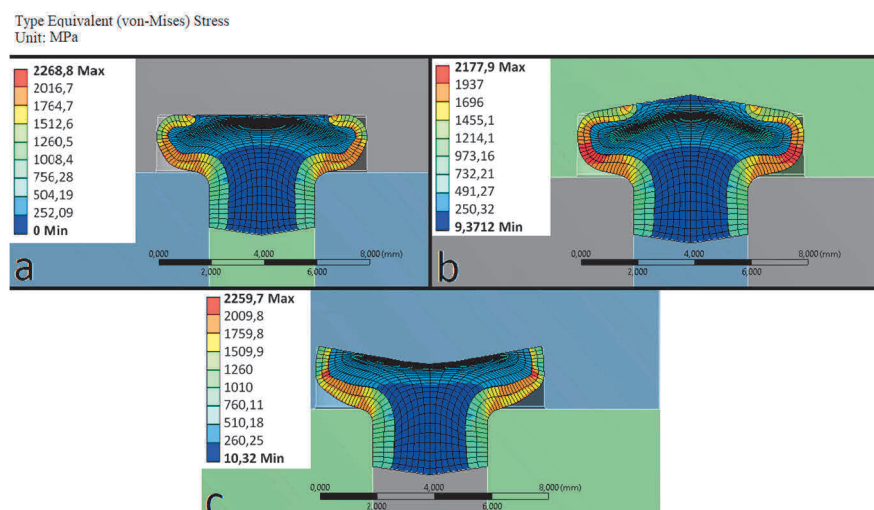 Type Equivalent (von-Mises) Stress
Unit: MPa
2268,8 Max
2016,7
1764,7
1512,6
1260,5
1008,4
756,28
504,19
252,09
0 Min
0,000 4,000 8,000 (mm)
2,000 6,000
a
2177,9 Max
1937
1696
1455,1
1214,1
973,16
732,21
491,27
250,32
9,3712 Min
0,000 4,000 8,000 (mm)
2,000 6,000
b
2259,7 Max
2009,8
1759,8
1509,9
1260
1010
760,11
510,18
260,25
10,32 Min
0,000 4,000 8,000 (mm)
2,000 6,000
c